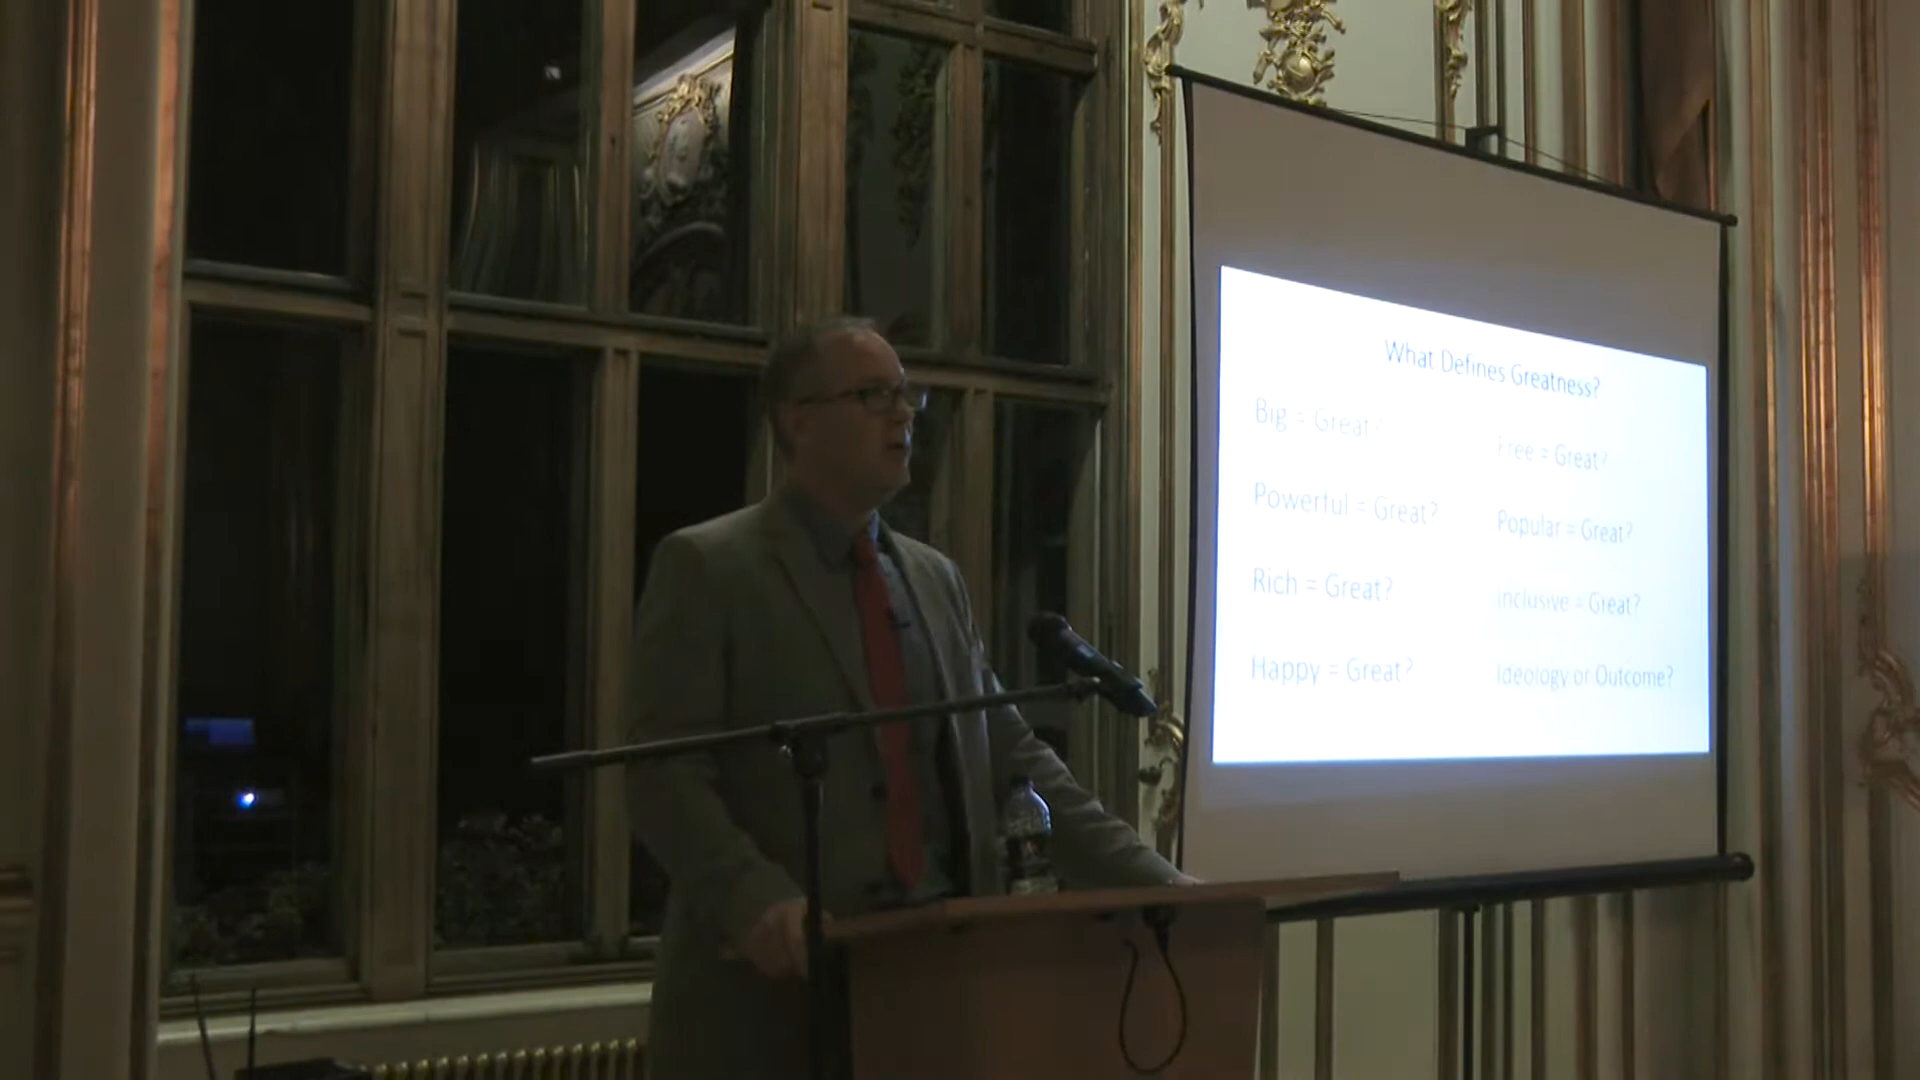 What Defines Greatness?
Big = Great?
Powerful = Great?
Rich = Great?
Happy = Great?
Free = Great?
Popular = Great?
Inclusive = Great?
Ideology or Outcome?